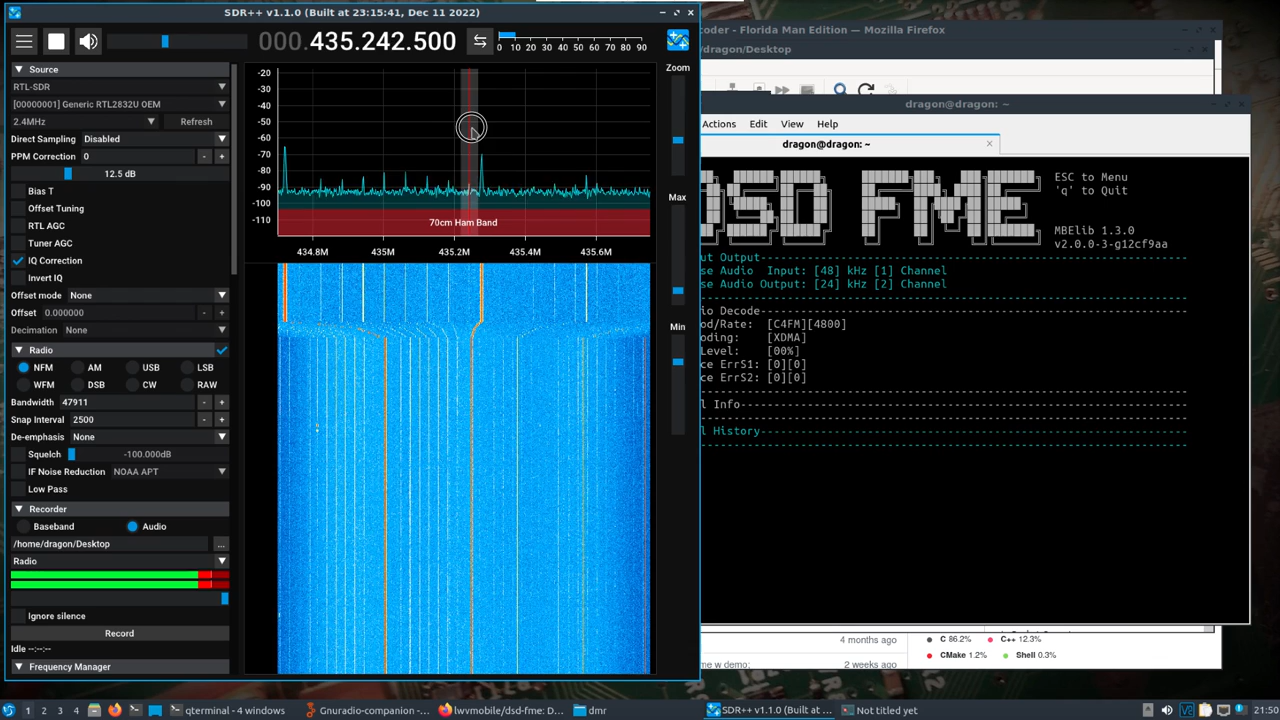 SDR++ v1.1.0 (Built at 23:15:41, Dec 11 2022)
000.435.242.500
0 10 20 30 40 50 60 70 80 90
Source
RTL-SDR
[00000001] Generic RTL2832U OEM
2.4MHz
Refresh
Direct Sampling
Disabled
PPM Correction
0
- +
12.5 dB
Bias T
Offset Tuning
RTL AGC
Tuner AGC
IQ Correction
Invert IQ
Offset mode
None
Offset
0.000000
- +
Decimation
None
Radio
NFM
AM
USB
LSB
WFM
DSB
CW
RAW
Bandwidth
47911
- +
Snap Interval
2500
- +
De-emphasis
None
Squelch
-100.000dB
IF Noise Reduction
NOAA APT
Low Pass
Recorder
Baseband
Audio
/home/dragon/Desktop
...
Radio
Ignore silence
Record
Idle --:--:--
Frequency Manager
-20
-30
-40
-50
-60
-70
-80
-90
-100
-110
70cm Ham Band
434.8M 435M 435.2M 435.4M 435.6M
Zoom
Max
Min
coder - Florida Man Edition — Mozilla Firefox
/dragon/Desktop
dragon@dragon: ~
Actions Edit View Help
dragon@dragon: ~
SD FME
ESC to Menu
'q' to Quit
MBElib 1.3.0
v2.0.0-3-g12cf9aa
ut Output
se Audio  Input: [48] kHz [1] Channel
se Audio Output: [24] kHz [2] Channel
io Decode
od/Rate: [C4FM][4800]
oding: [XDMA]
Level: [00%]
ce ErrS1: [0][0]
ce ErrS2: [0][0]
l Info
l History
4 months ago
e w demo;
2 weeks ago
C 86.2%
C++ 12.3%
CMake 1.2%
Shell 0.3%
1 2 3 4
qterminal - 4 windows
Gnuradio-companion -...
lwvmobile/dsd-fme: D...
dmr
SDR++ v1.1.0 (Built at ...
Not titled yet
21:50